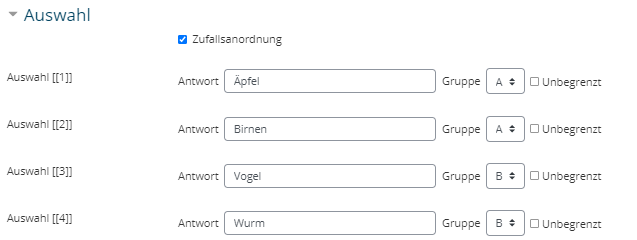 Auswahl
Zufallsanordnung
Auswahl [[1]] Antwort Äpfel Gruppe A Unbegrenzt
Auswahl [[2]] Antwort Birnen Gruppe A Unbegrenzt
Auswahl [[3]] Antwort Vogel Gruppe B Unbegrenzt
Auswahl [[4]] Antwort Wurm Gruppe B Unbegrenzt